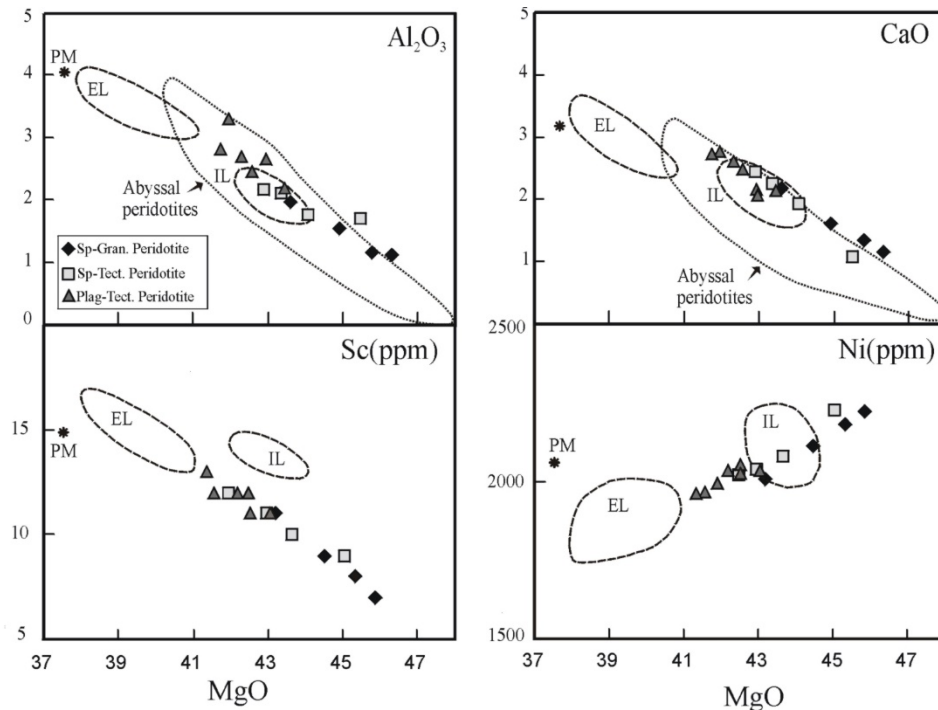 5
4
3
2
1
0
Al₂O₃
PM
EL
IL
Abyssal
peridotites
Sp-Gran. Peridotite
Sp-Tect. Peridotite
Plag-Tect. Peridotite
5
4
3
2
1
2500
CaO
EL
IL
Abyssal
peridotites
Sc(ppm)
15
10
5
EL
PM
IL
37 39 41 43 45 47
MgO
Ni(ppm)
2000
1500
PM
EL
IL
37 39 41 43 45 47
MgO